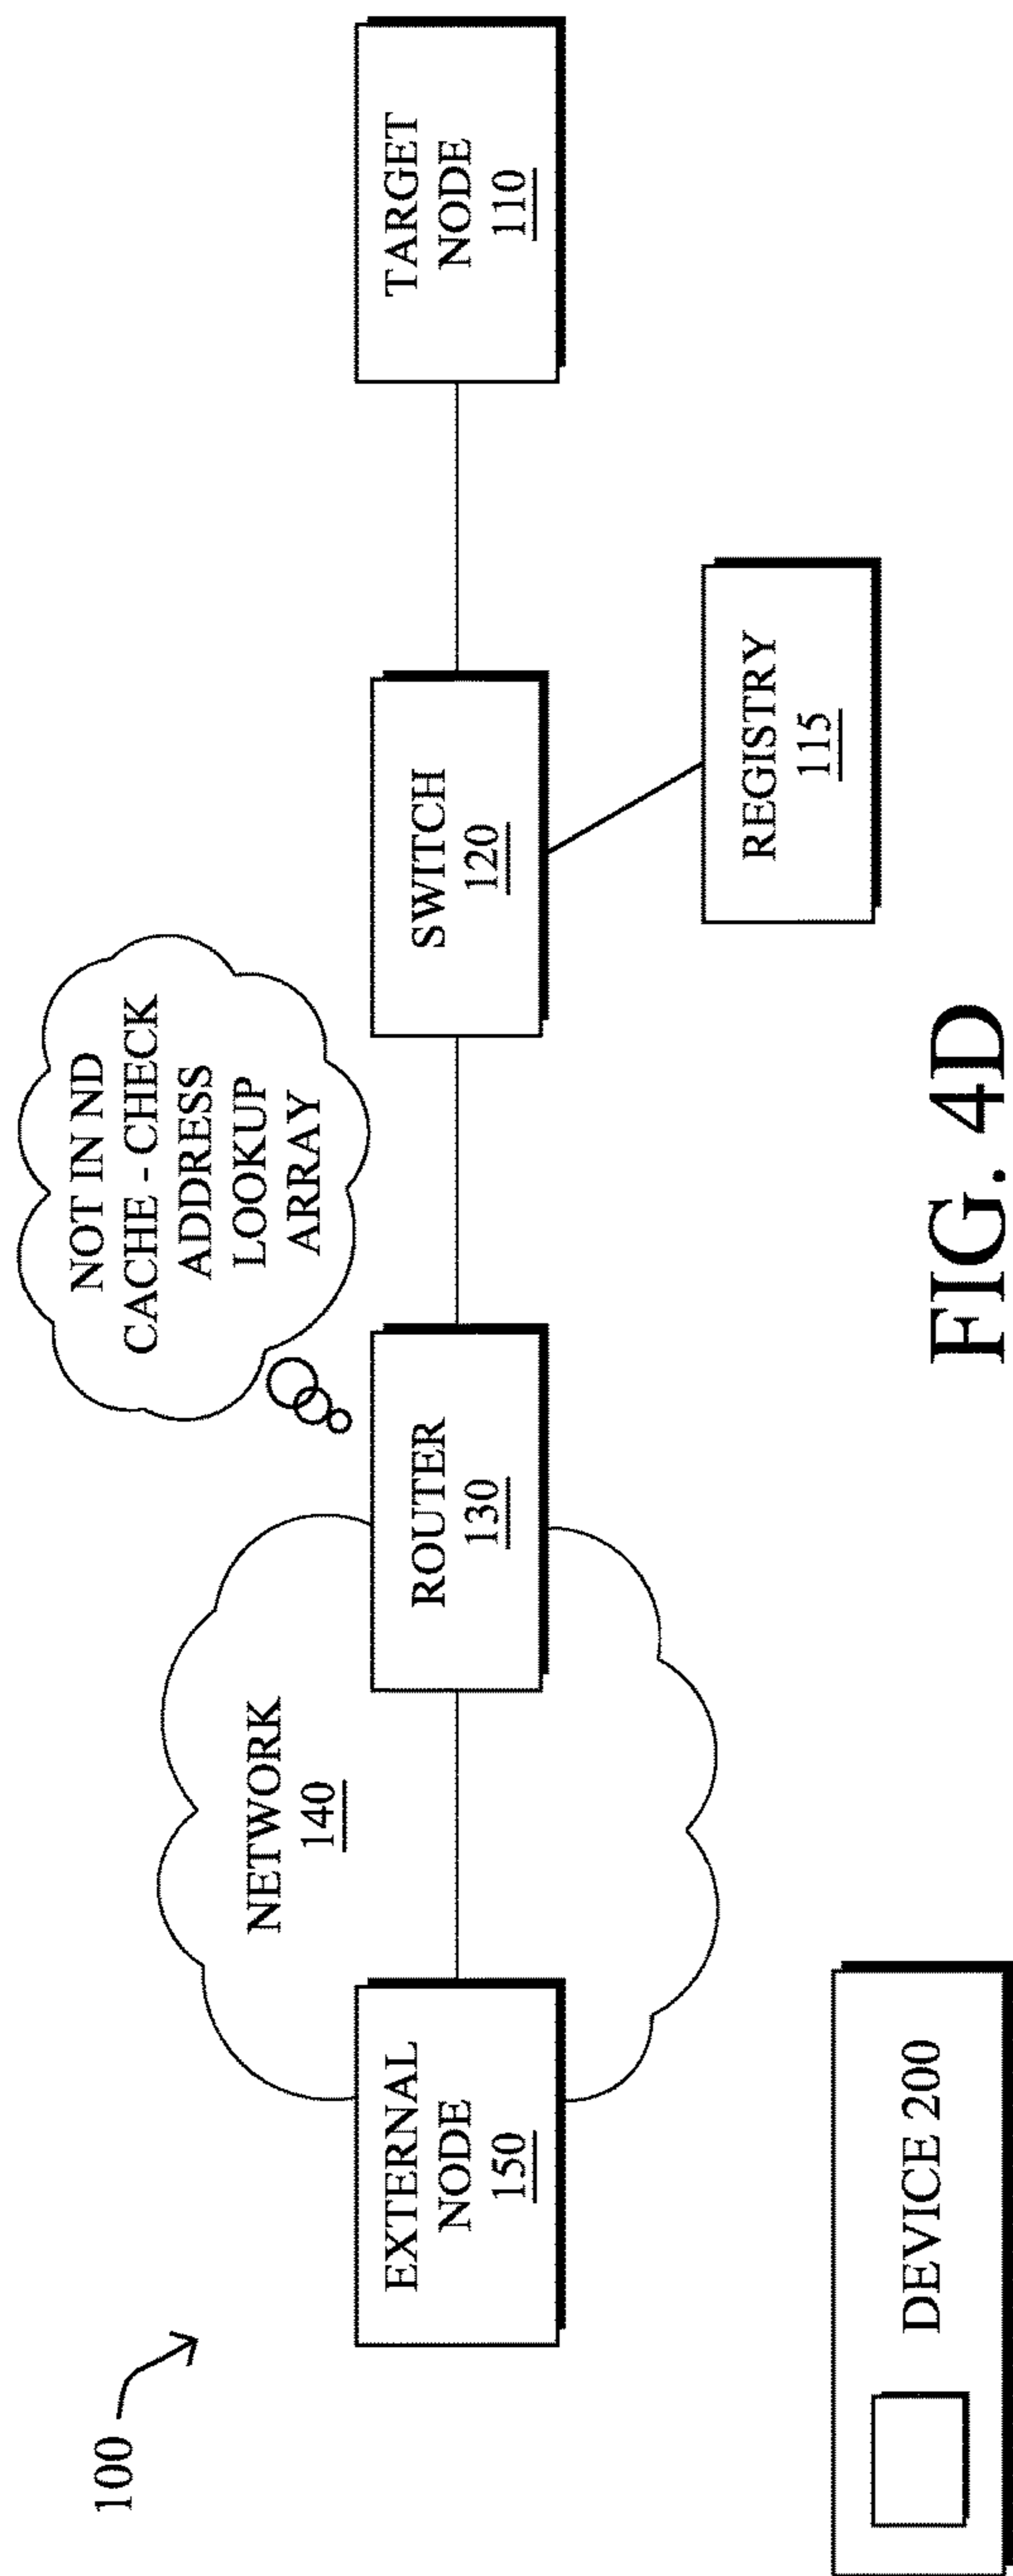 100
NETWORK
140
EXTERNAL
NODE
150
ROUTER
130
NOT IN ND
CACHE - CHECK
ADDRESS
LOOKUP
ARRAY
SWITCH
120
TARGET
NODE
110
REGISTRY
115
DEVICE 200
FIG. 4D